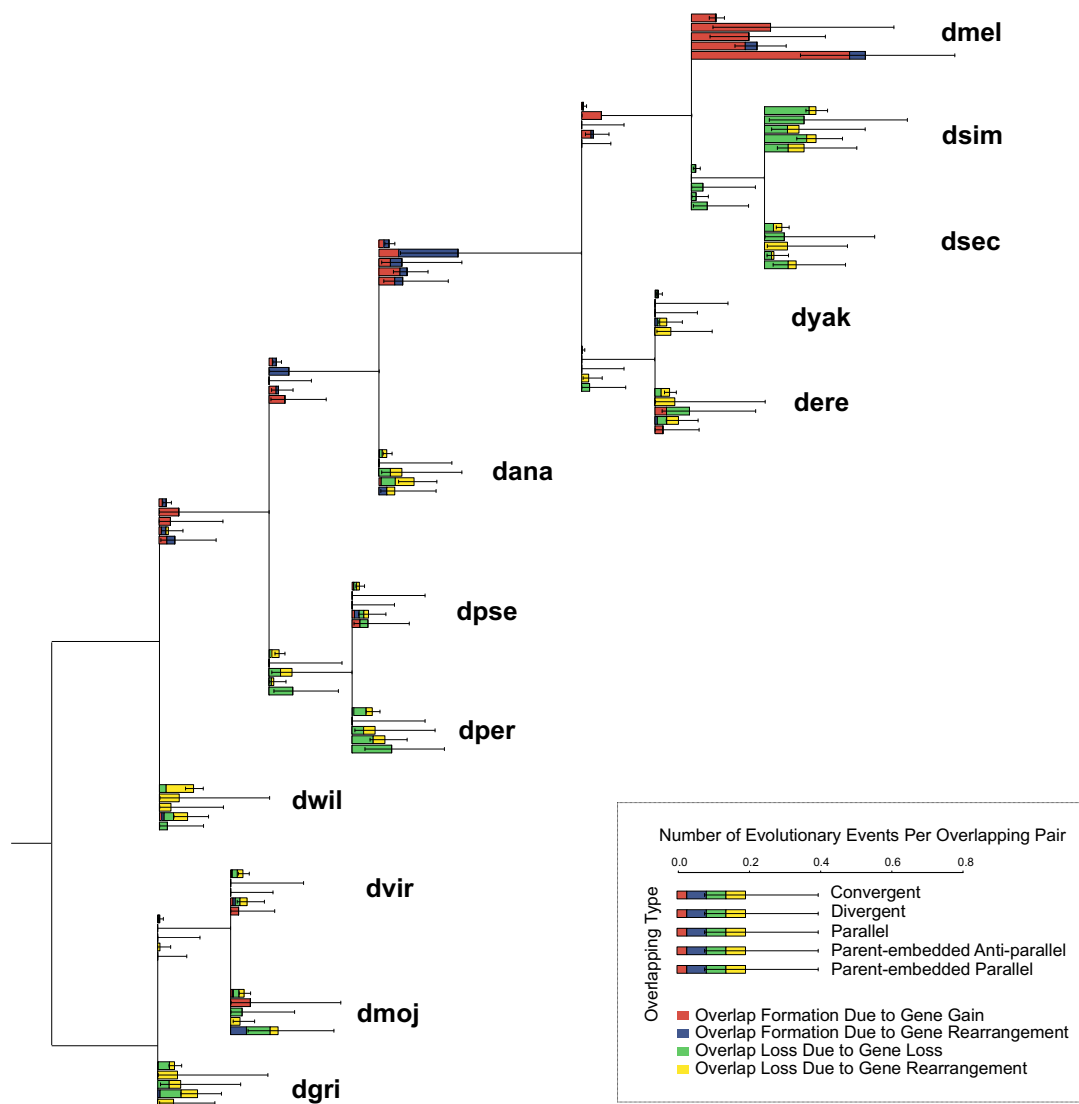 dmel
dsim
dsec
dyak
dere
dana
dpse
dper
dwil
dvir
dmoj
dgri
Number of Evolutionary Events Per Overlapping Pair
0.0 0.2 0.4 0.6 0.8
Overlapping Type
Convergent
Divergent
Parallel
Parent-embedded Anti-parallel
Parent-embedded Parallel
Overlap Formation Due to Gene Gain
Overlap Formation Due to Gene Rearrangement
Overlap Loss Due to Gene Loss
Overlap Loss Due to Gene Rearrangement